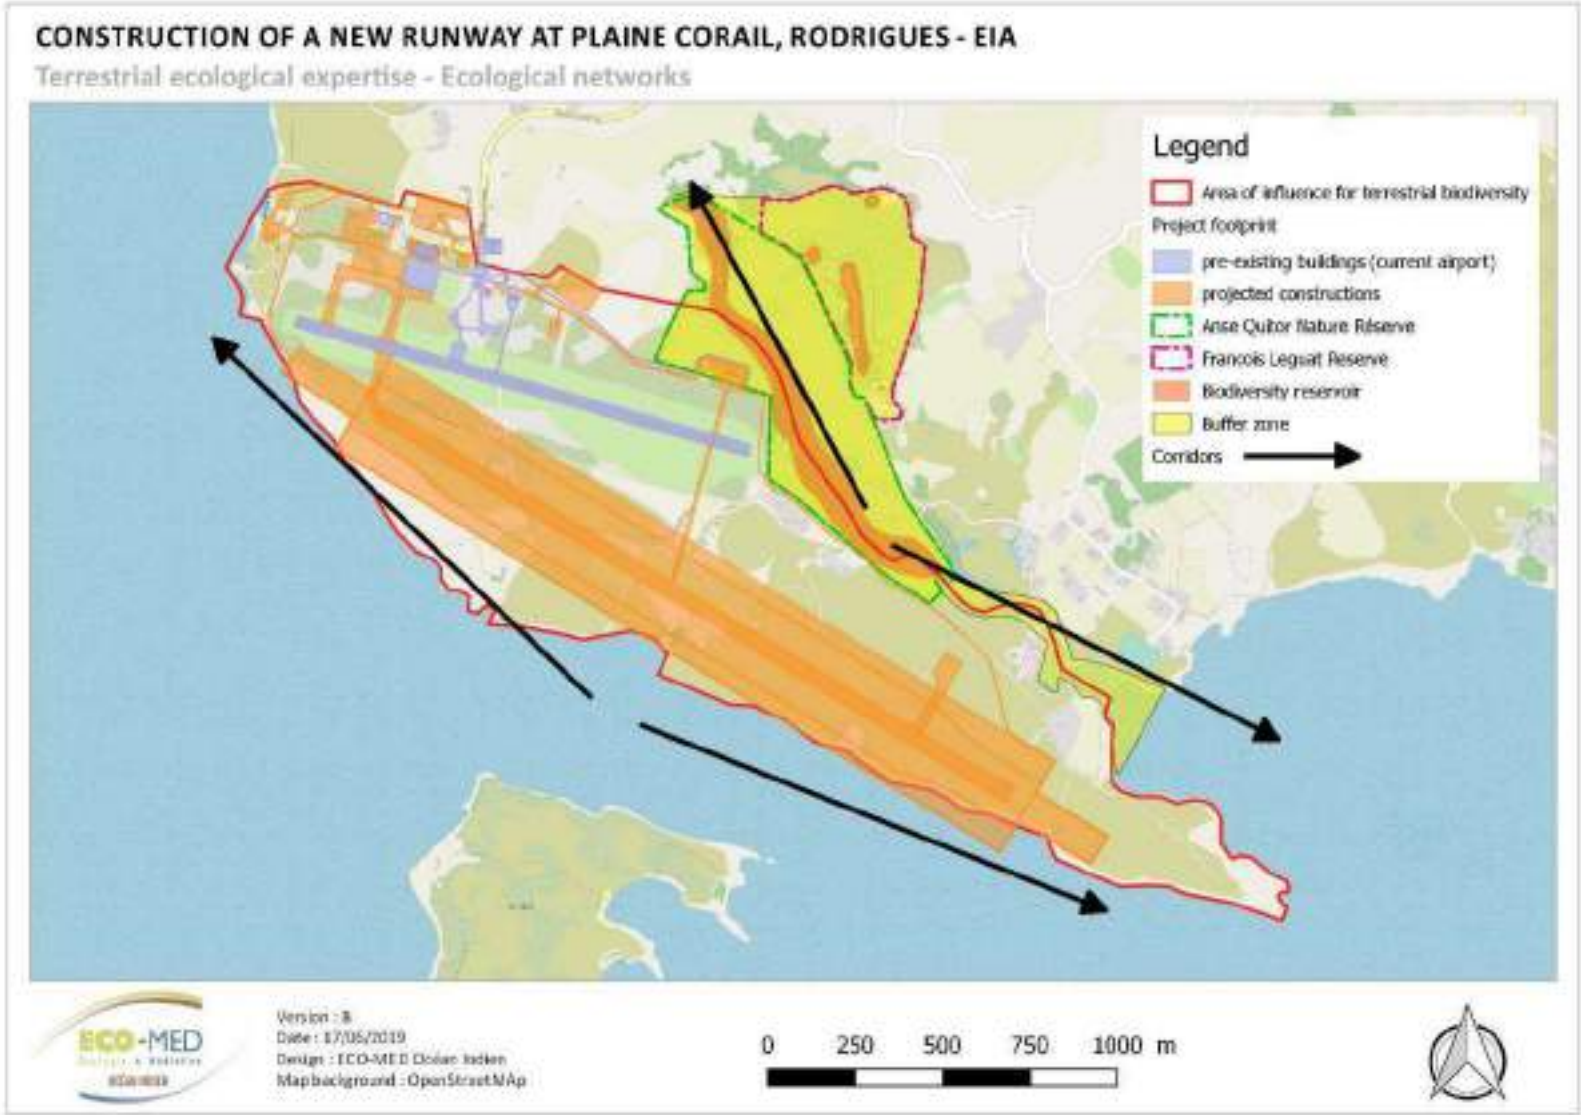 CONSTRUCTION OF A NEW RUNWAY AT PLAINE CORAIL, RODRIGUES - EIA
Terrestrial ecological expertise - Ecological networks
Legend
Area of influence for terrestrial biodiversity
Project footprint
pre-existing buildings (current airport)
projected constructions
Anse Quitor Nature Réserve
Francois Leguat Reserve
Biodiversity reservoir
Buffer zone
Corridors
ECO-MED
Version : B
Date : 17/06/2019
Design : ECO-MED Océan Indien
Map background : OpenStreetMAp
0 250 500 750 1000 m